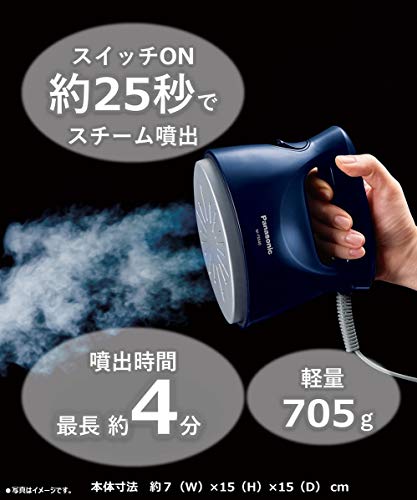 スイッチON
約25秒で
スチーム噴出
Panasonic
噴出時間
最長 約4分
軽量
705g
●写真はイメージです。
本体寸法 約7（W）×15（H）×15（D） cm